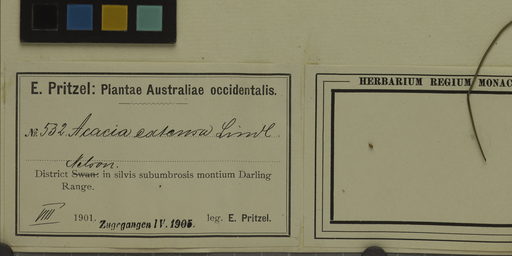 E. Pritzel: Plantae Australiae occidentalis.
№ 532 Acacia extensa Lindl.
Nelson.
District Swan: in silvis subumbrosis montium Darling
Range.
VIII 1901. Zugegangen IV. 1905. leg. E. Pritzel.
HERBARIUM REGIUM MONAC